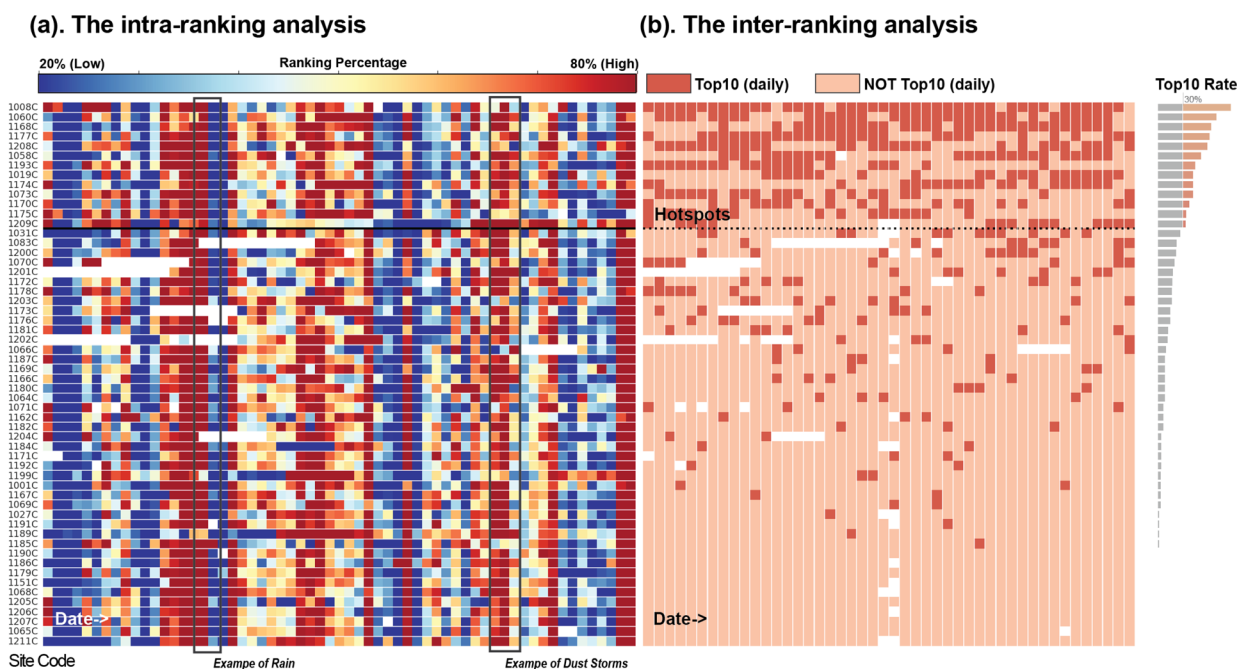 (a). The intra-ranking analysis
(b). The inter-ranking analysis
20% (Low) Ranking Percentage 80% (High)
Top10 (daily) NOT Top10 (daily) Top10 Rate
30%
1008C
1060C
1168C
1177C
1208C
1058C
1193C
1019C
1174C
1073C
1170C
1175C
1209C
1031C
1083C
1200C
1070C
1201C
1172C
1178C
1203C
1173C
1176C
1181C
1202C
1066C
1187C
1169C
1166C
1180C
1064C
1071C
1162C
1182C
1204C
1184C
1171C
1192C
1199C
1001C
1167C
1069C
1027C
1191C
1189C
1185C
1190C
1186C
1179C
1151C
1068C
1205C
1206C
1207C
1065C
1211C
Hotspots
Date->
Date->
Site Code
Exampe of Rain
Exampe of Dust Storms